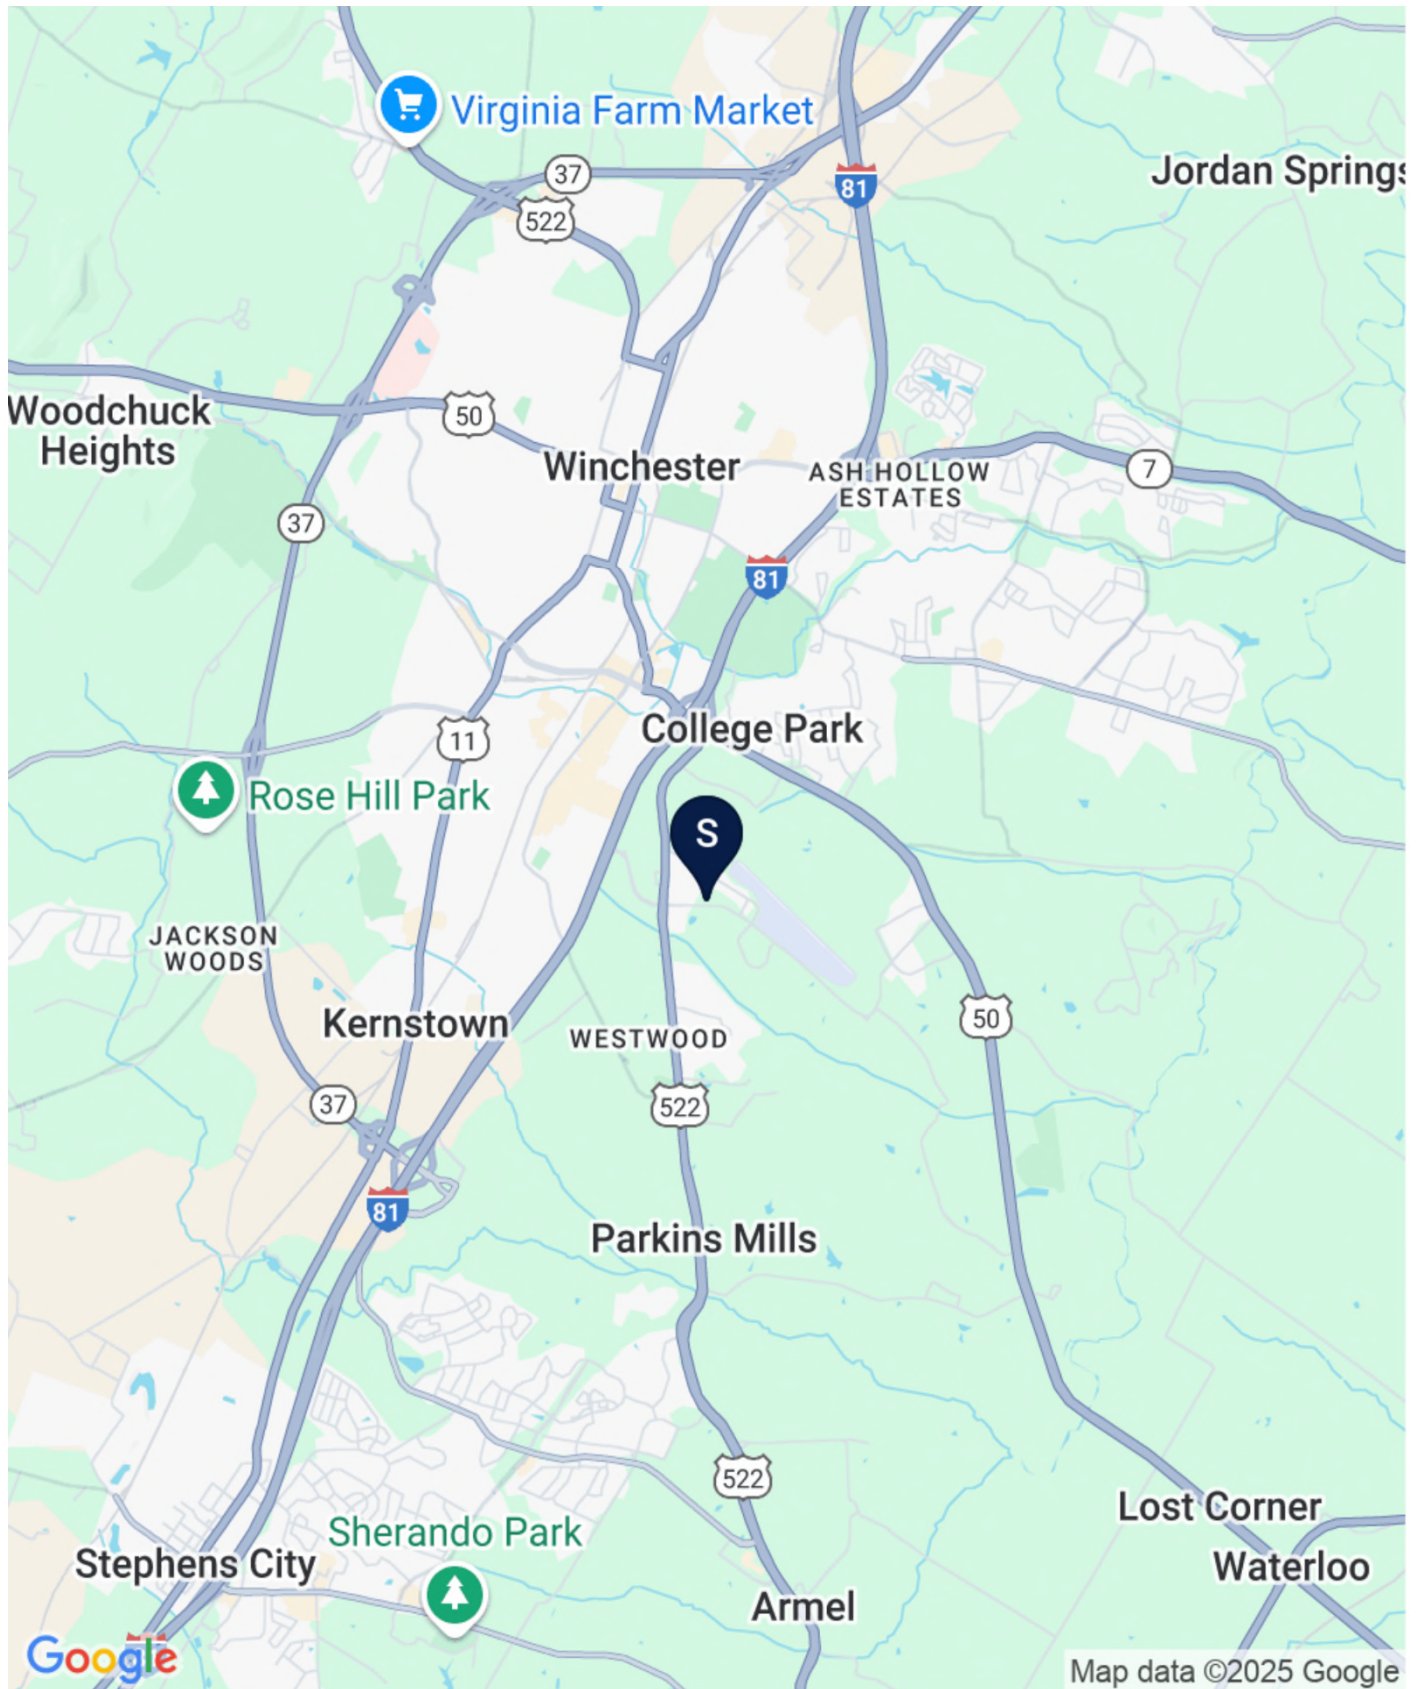 Virginia Farm Market
37
522
81
Jordan Springs
Woodchuck
Heights
50
Winchester
ASH HOLLOW
ESTATES
7
37
81
11
College Park
Rose Hill Park
S
JACKSON
WOODS
Kernstown
WESTWOOD
50
37
522
81
Parkins Mills
522
Lost Corner
Sherando Park
Stephens City
Waterloo
Armel
Google
Map data ©2025 Google